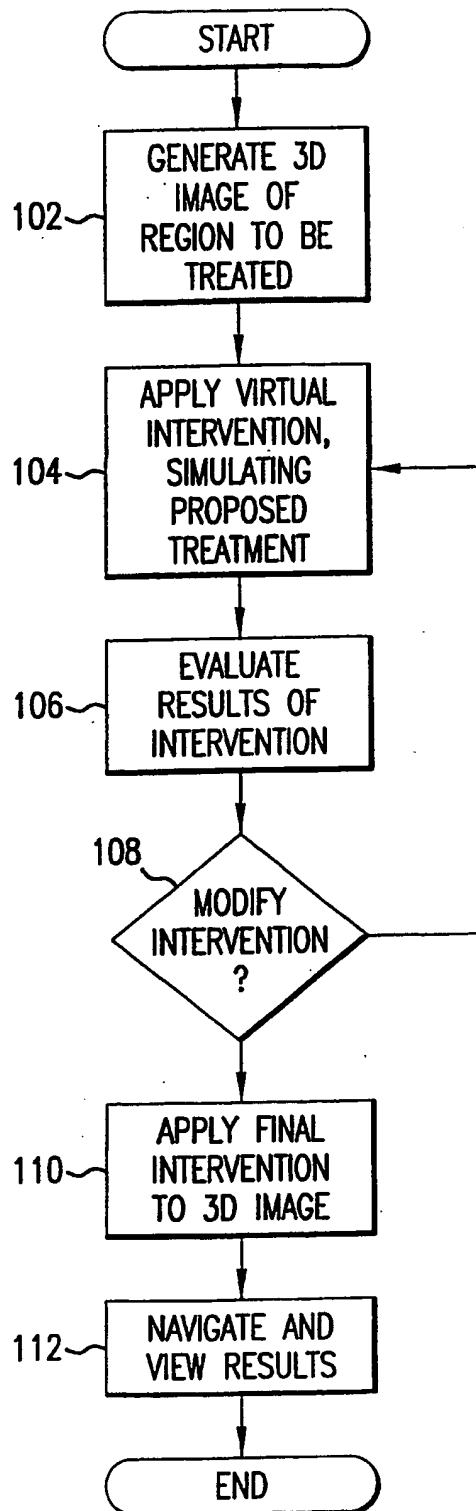 START
102
GENERATE 3D
IMAGE OF
REGION TO BE
TREATED
104
APPLY VIRTUAL
INTERVENTION,
SIMULATING
PROPOSED
TREATMENT
106
EVALUATE
RESULTS OF
INTERVENTION
108
MODIFY
INTERVENTION
?
110
APPLY FINAL
INTERVENTION
TO 3D IMAGE
112
NAVIGATE AND
VIEW RESULTS
END